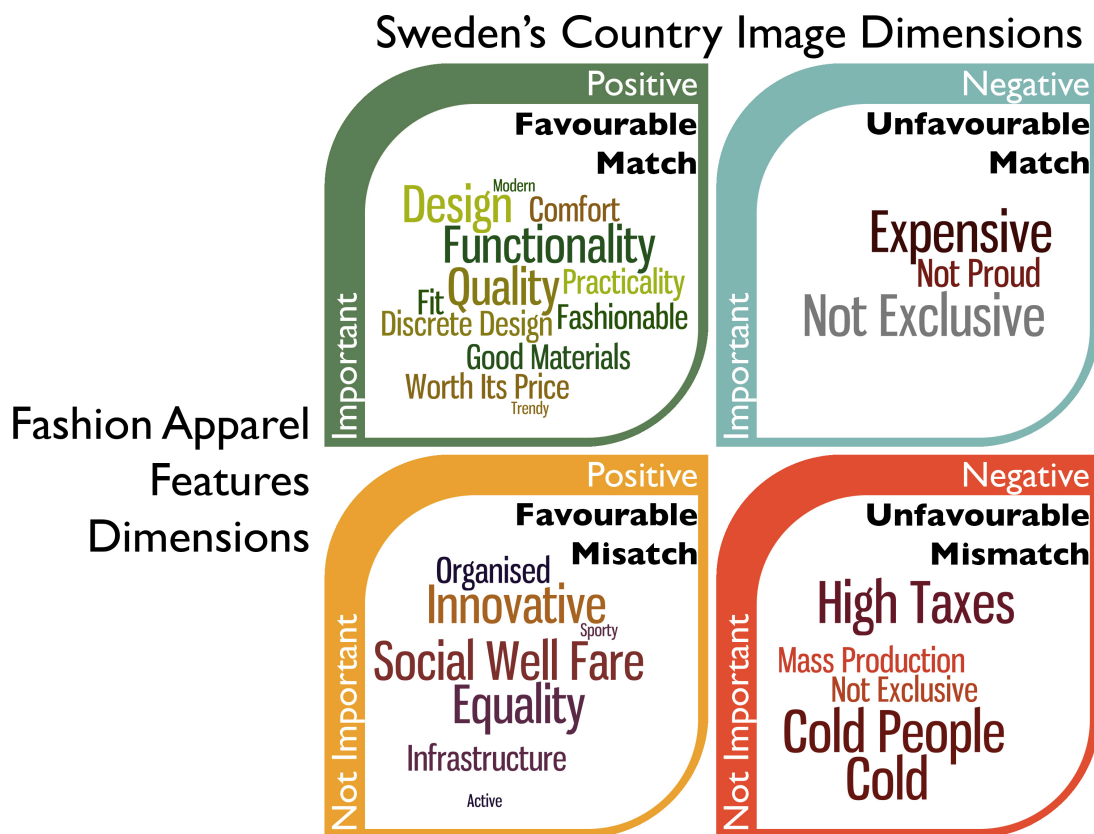 Sweden's Country Image Dimensions
Positive
Favourable
Match
Important
Modern
Design
Comfort
Functionality
Quality
Practicality
Fit
Discrete Design
Fashionable
Good Materials
Worth Its Price
Trendy
Negative
Unfavourable
Match
Important
Expensive
Not Proud
Not Exclusive
Fashion Apparel
Features
Dimensions
Positive
Favourable
Misatch
Not Important
Organised
Innovative
Sporty
Social Well Fare
Equality
Infrastructure
Active
Negative
Unfavourable
Mismatch
Not Important
High Taxes
Mass Production
Not Exclusive
Cold People
Cold